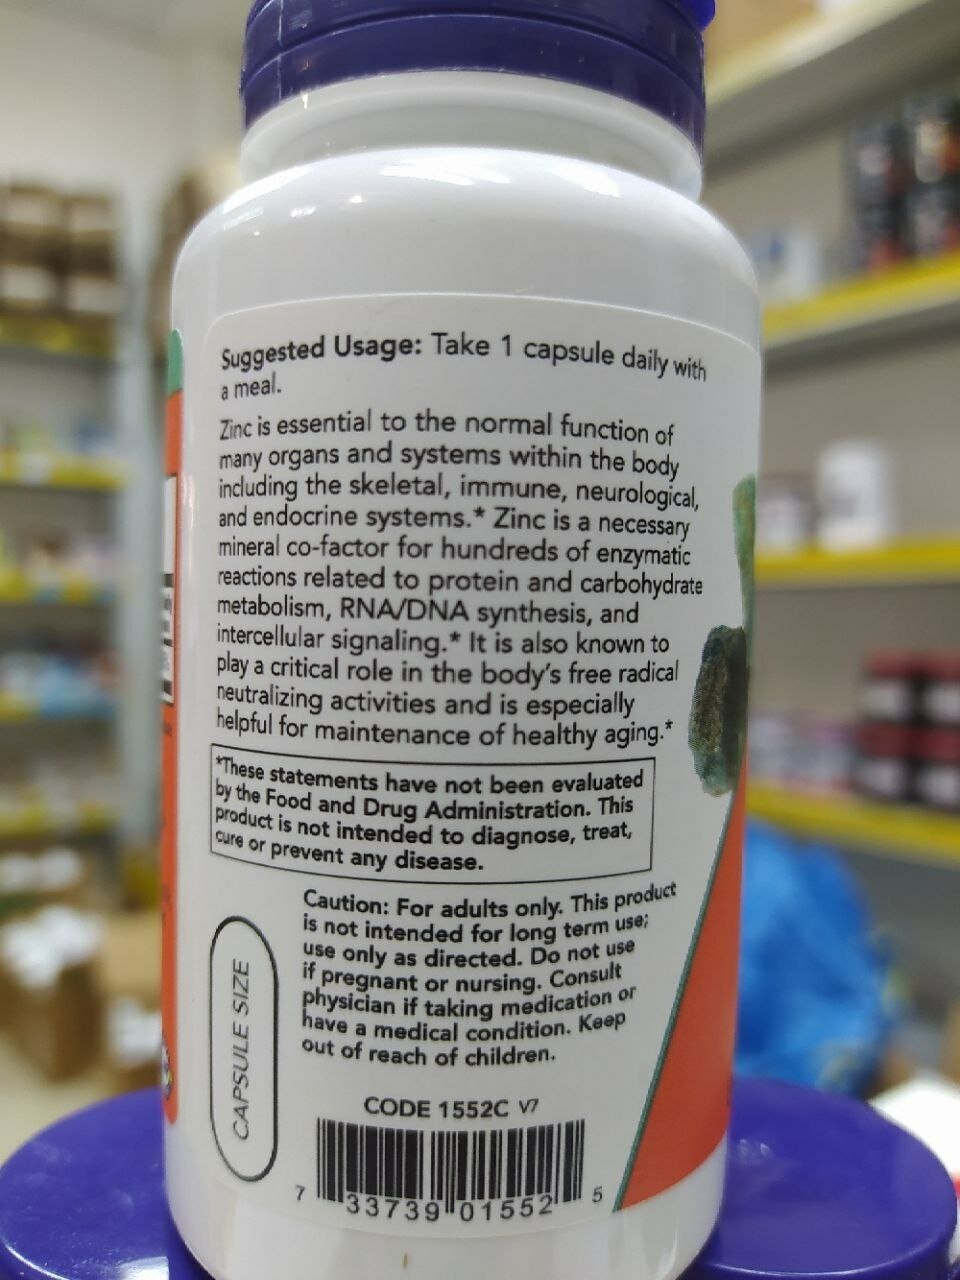 Suggested Usage: Take 1 capsule daily with
a meal.
Zinc is essential to the normal function of
many organs and systems within the body
including the skeletal, immune, neurological,
and endocrine systems.* Zinc is a necessary
mineral co-factor for hundreds of enzymatic
reactions related to protein and carbohydrate
metabolism, RNA/DNA synthesis, and
intercellular signaling.* It is also known to
play a critical role in the body's free radical
neutralizing activities and is especially
helpful for maintenance of healthy aging.*
*These statements have not been evaluated
by the Food and Drug Administration. This
product is not intended to diagnose, treat,
cure or prevent any disease.
Caution: For adults only. This product
is not intended for long term use;
use only as directed. Do not use
if pregnant or nursing. Consult
physician if taking medication or
have a medical condition. Keep
out of reach of children.
CAPSULE SIZE
CODE 1552C V7
7 33739 01552 5